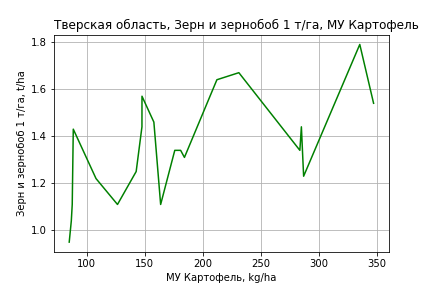 Тверская область, Зерн и зернобоб 1 т/га, МУ Картофель
1.8
1.6
1.4
1.2
1.0
Зерн и зернобоб 1 т/га, t/ha
100 150 200 250 300 350
МУ Картофель, kg/ha